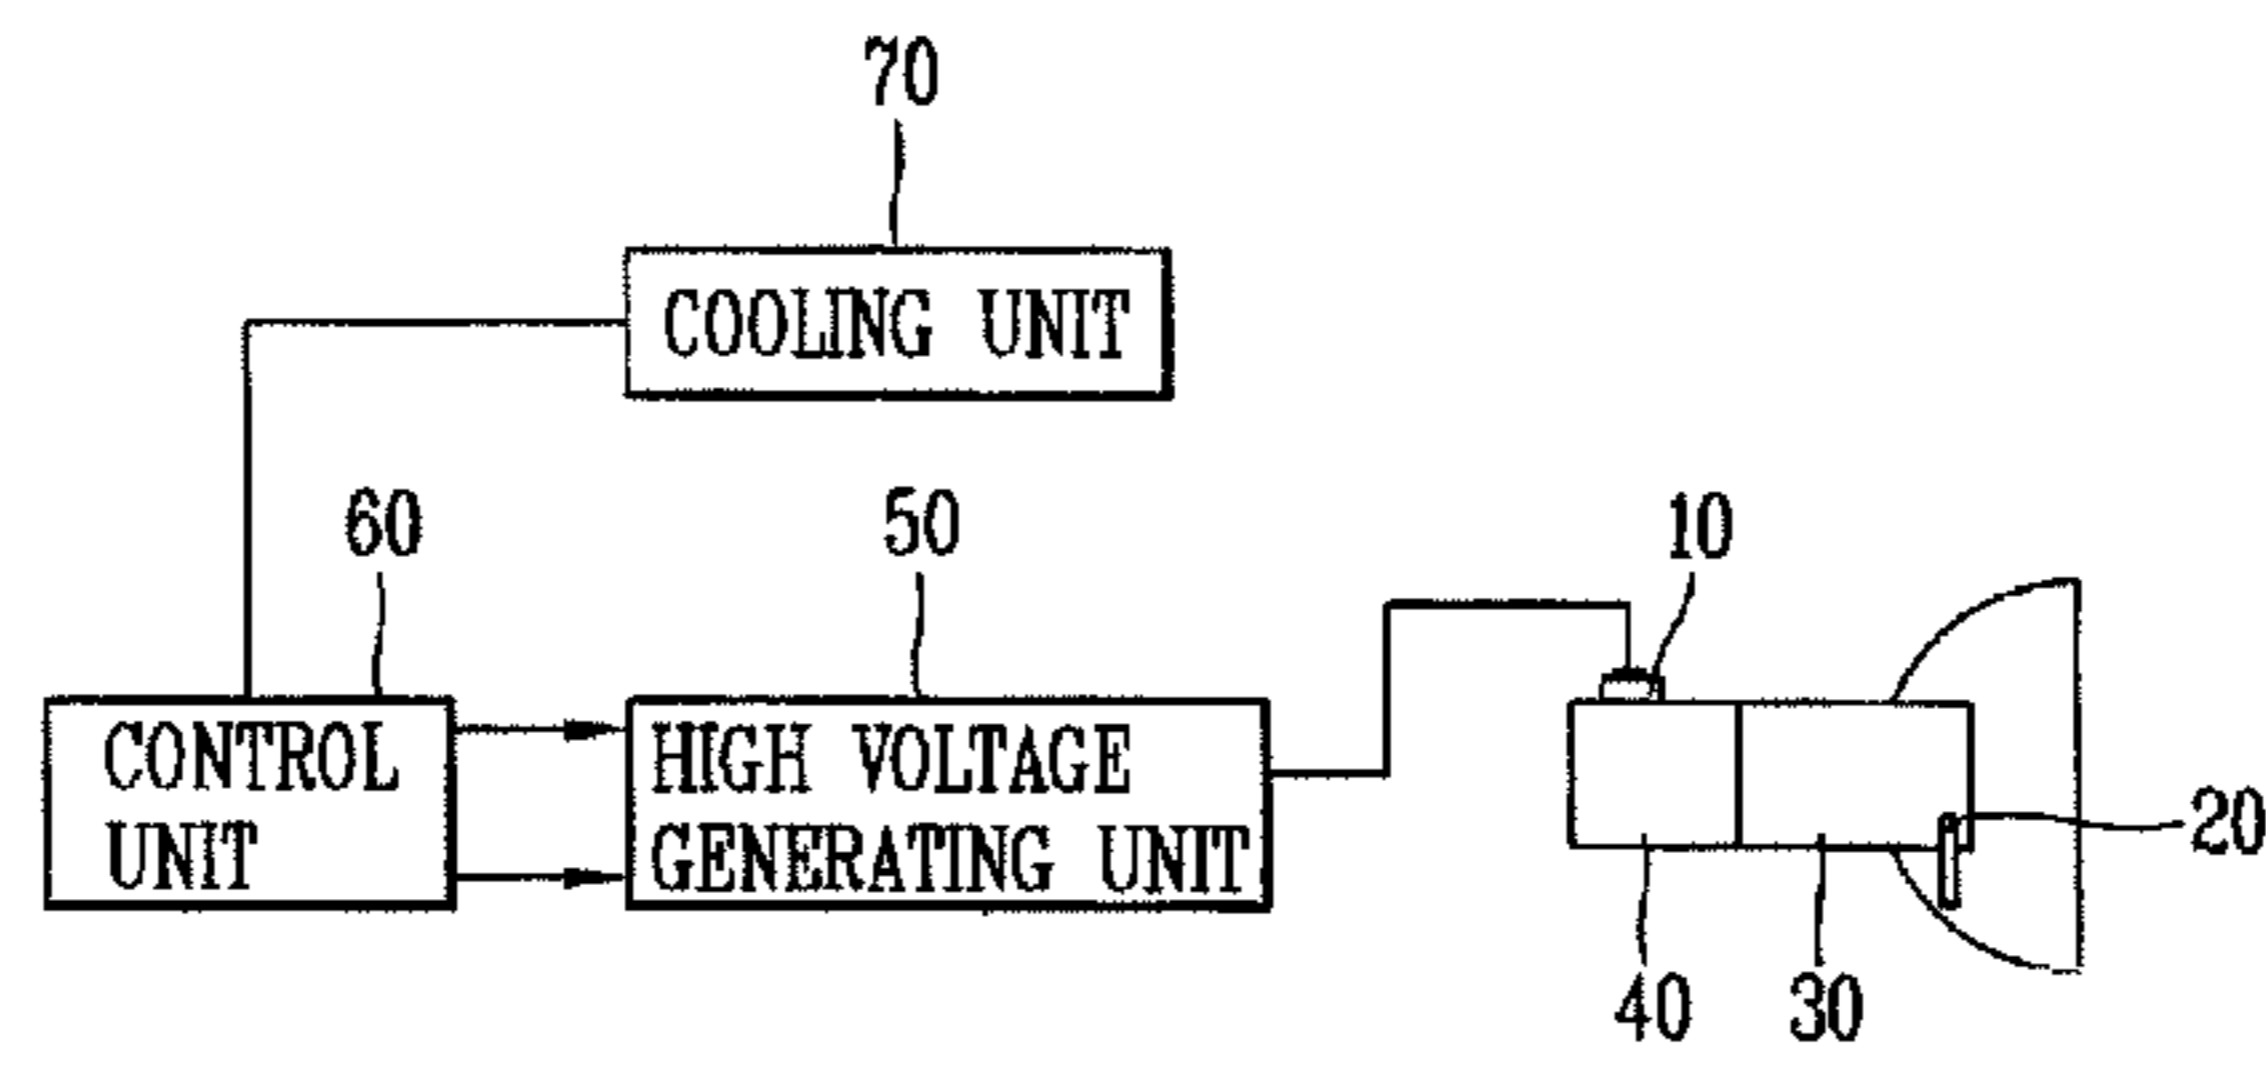 70
COOLING UNIT
60
50
10
CONTROL
UNIT
HIGH VOLTAGE
GENERATING UNIT
20
40
30